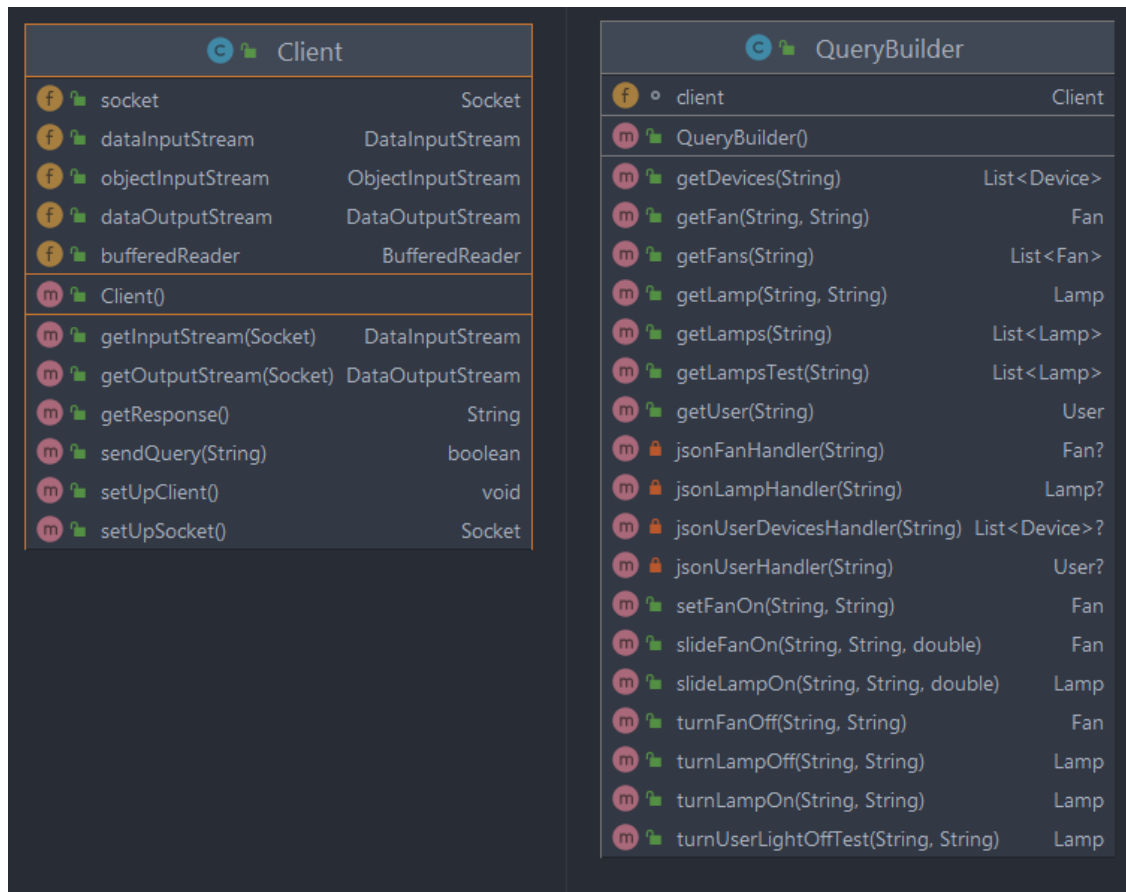 Client
socket Socket
dataInputStream DataInputStream
objectInputStream ObjectInputStream
dataOutputStream DataOutputStream
bufferedReader BufferedReader
Client()
getInputStream(Socket) DataInputStream
getOutputStream(Socket) DataOutputStream
getResponse() String
sendQuery(String) boolean
setUpClient() void
setUpSocket() Socket
QueryBuilder
client Client
QueryBuilder()
getDevices(String) List<Device>
getFan(String, String) Fan
getFans(String) List<Fan>
getLamp(String, String) Lamp
getLamps(String) List<Lamp>
getLampsTest(String) List<Lamp>
getUser(String) User
jsonFanHandler(String) Fan?
jsonLampHandler(String) Lamp?
jsonUserDevicesHandler(String) List<Device>?
jsonUserHandler(String) User?
setFanOn(String, String) Fan
slideFanOn(String, String, double) Fan
slideLampOn(String, String, double) Lamp
turnFanOff(String, String) Fan
turnLampOff(String, String) Lamp
turnLampOn(String, String) Lamp
turnUserLightOffTest(String, String) Lamp